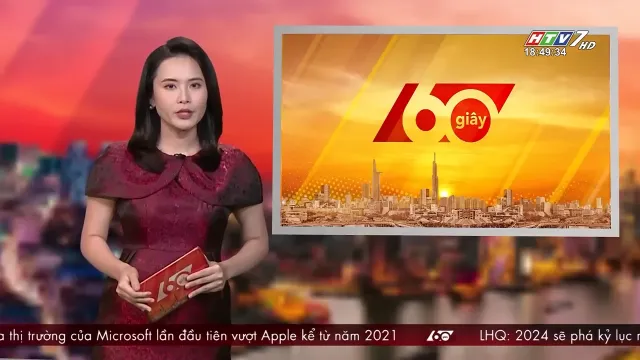 HTV7 HD
18:49:34
60 giây
60
a thị trường của Microsoft lần đầu tiên vượt Apple kể từ năm 2021 60 LHQ: 2024 sẽ phá kỷ lục